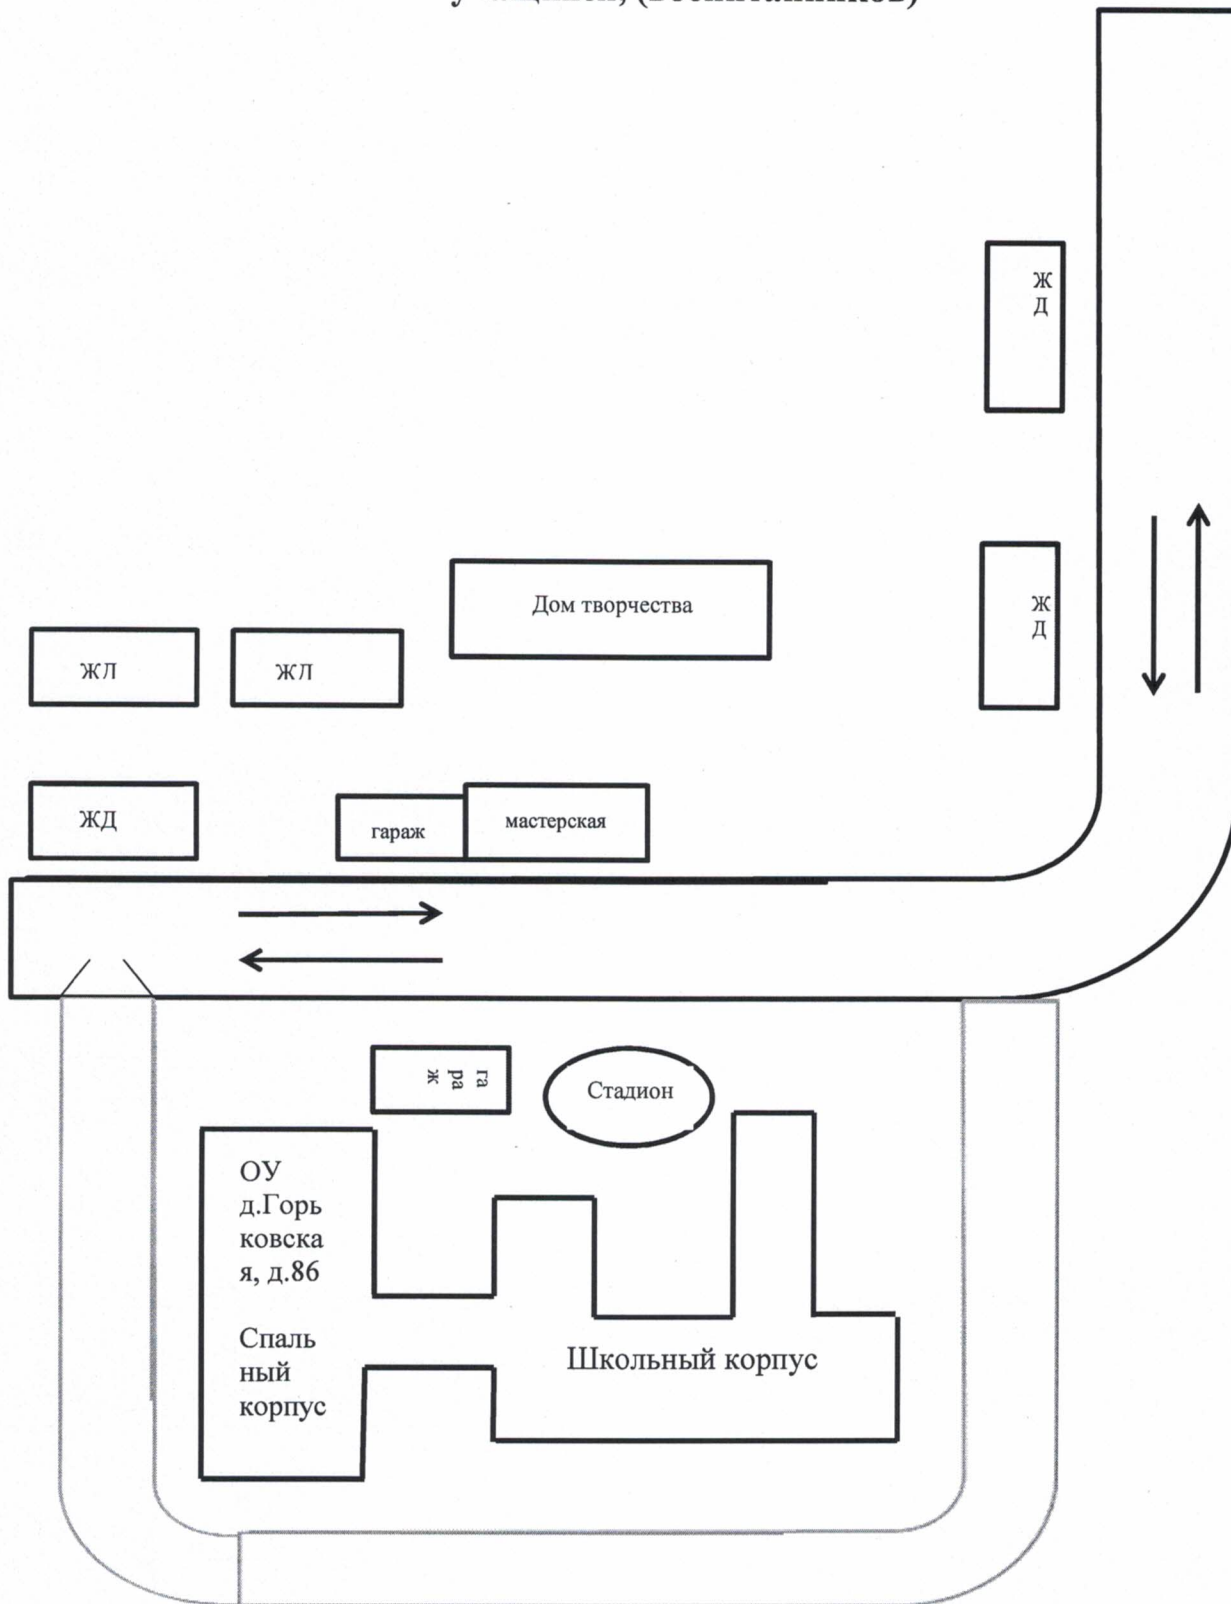 (воспитанников)
Ж
Д
Дом творчества
Ж
Д
ЖЛ
ЖЛ
ЖД
гараж
мастерская
га
ра
ж
Стадион
ОУ
д.Горь
ковска
я, д.86
Спаль
ный
корпус
Школьный корпус